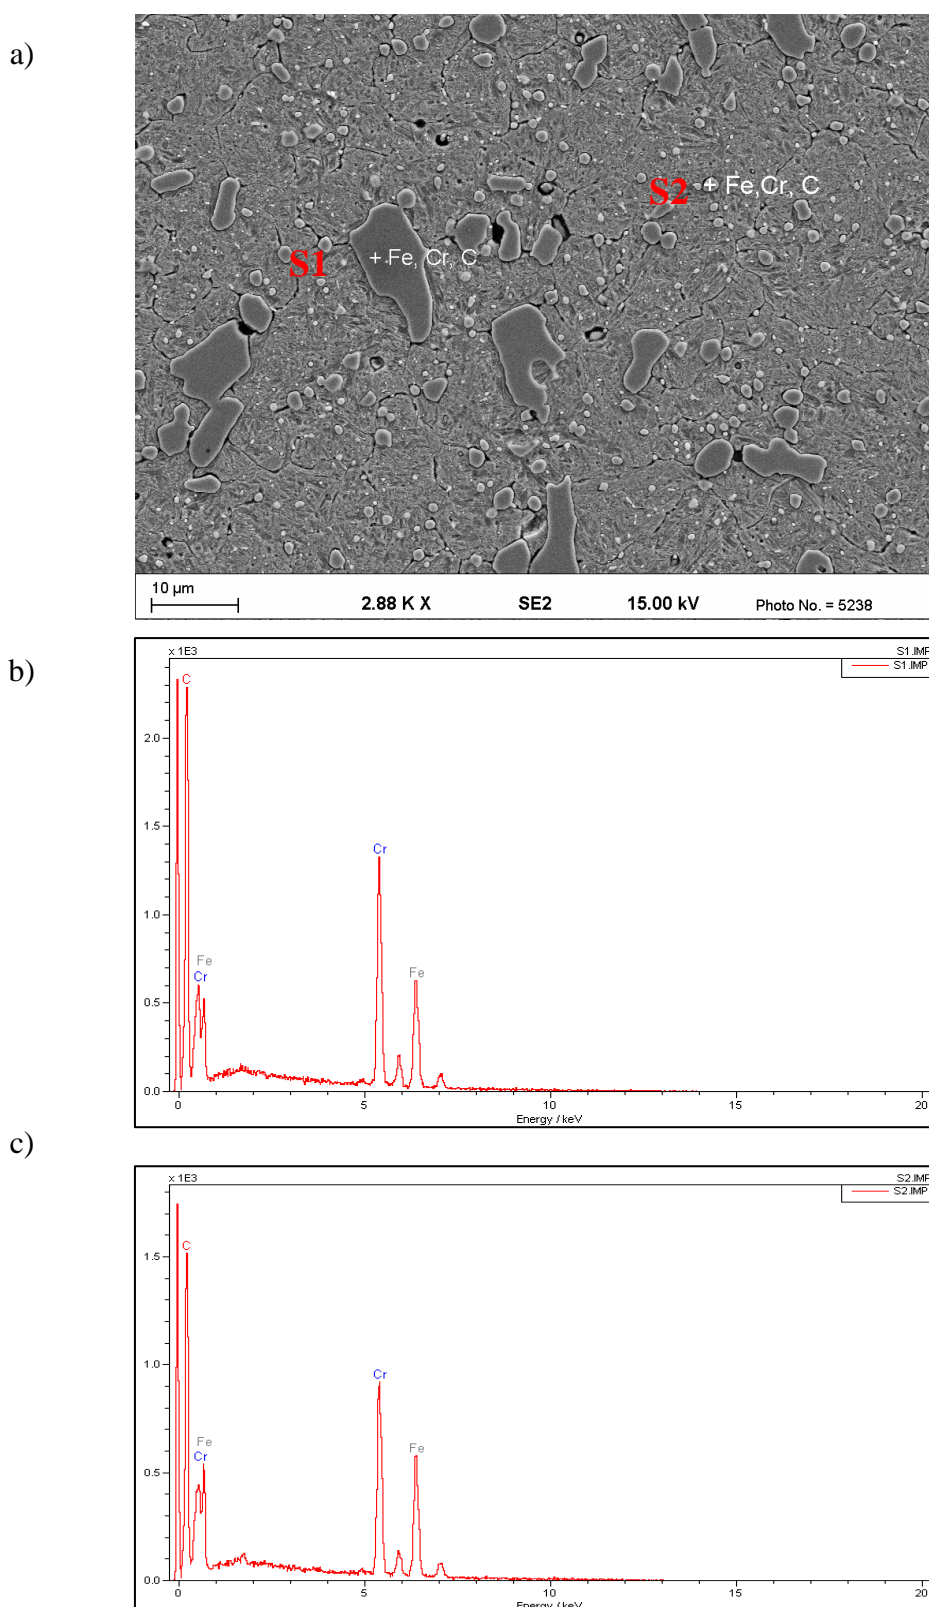 a)
S2 + Fe,Cr, C
S1 + Fe, Cr, C
10 µm 2.88 K X SE2 15.00 kV Photo No. = 5238
b)
x 1E3 S1.IMP
S1.IMP
C
2.0
1.5
Cr
1.0
Fe
Fe
Cr
0.5
0.0
0 5 10 15 20
Energy / keV
c)
x 1E3 S2.IMP
S2.IMP
C
1.5
Cr
1.0
Fe
Fe
Cr
0.5
0.0
0 5 10 15 20
Energy / keV